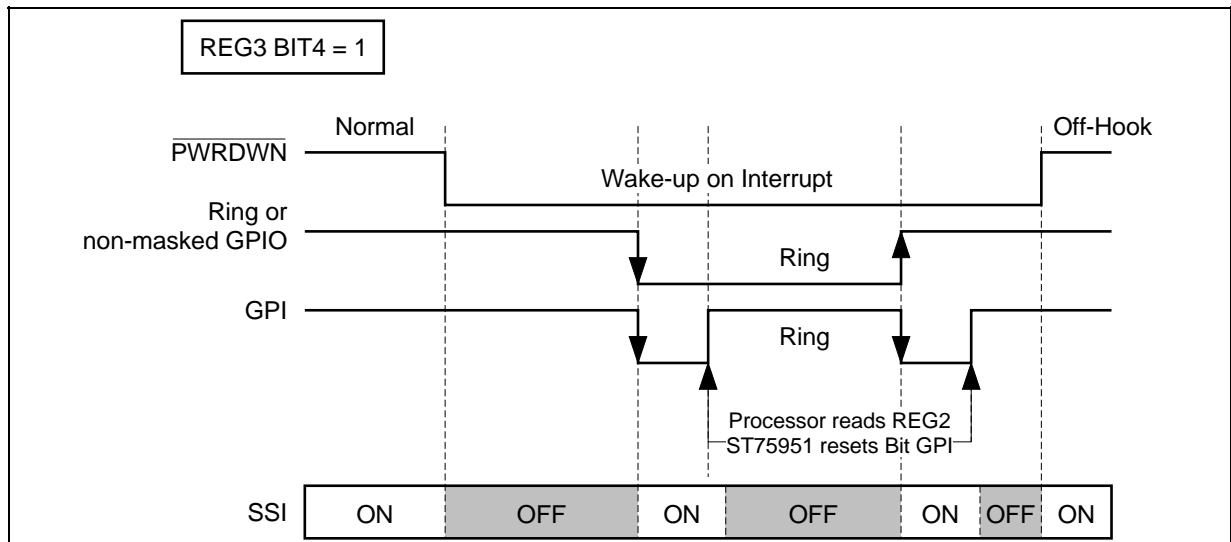 REG3 BIT4 = 1
Normal
Off-Hook
PWRDWN
Wake-up on Interrupt
Ring or
non-masked GPIO
Ring
GPI
Ring
Processor reads REG2
ST75951 resets Bit GPI
SSI
ON
OFF
ON
OFF
ON
OFF
ON